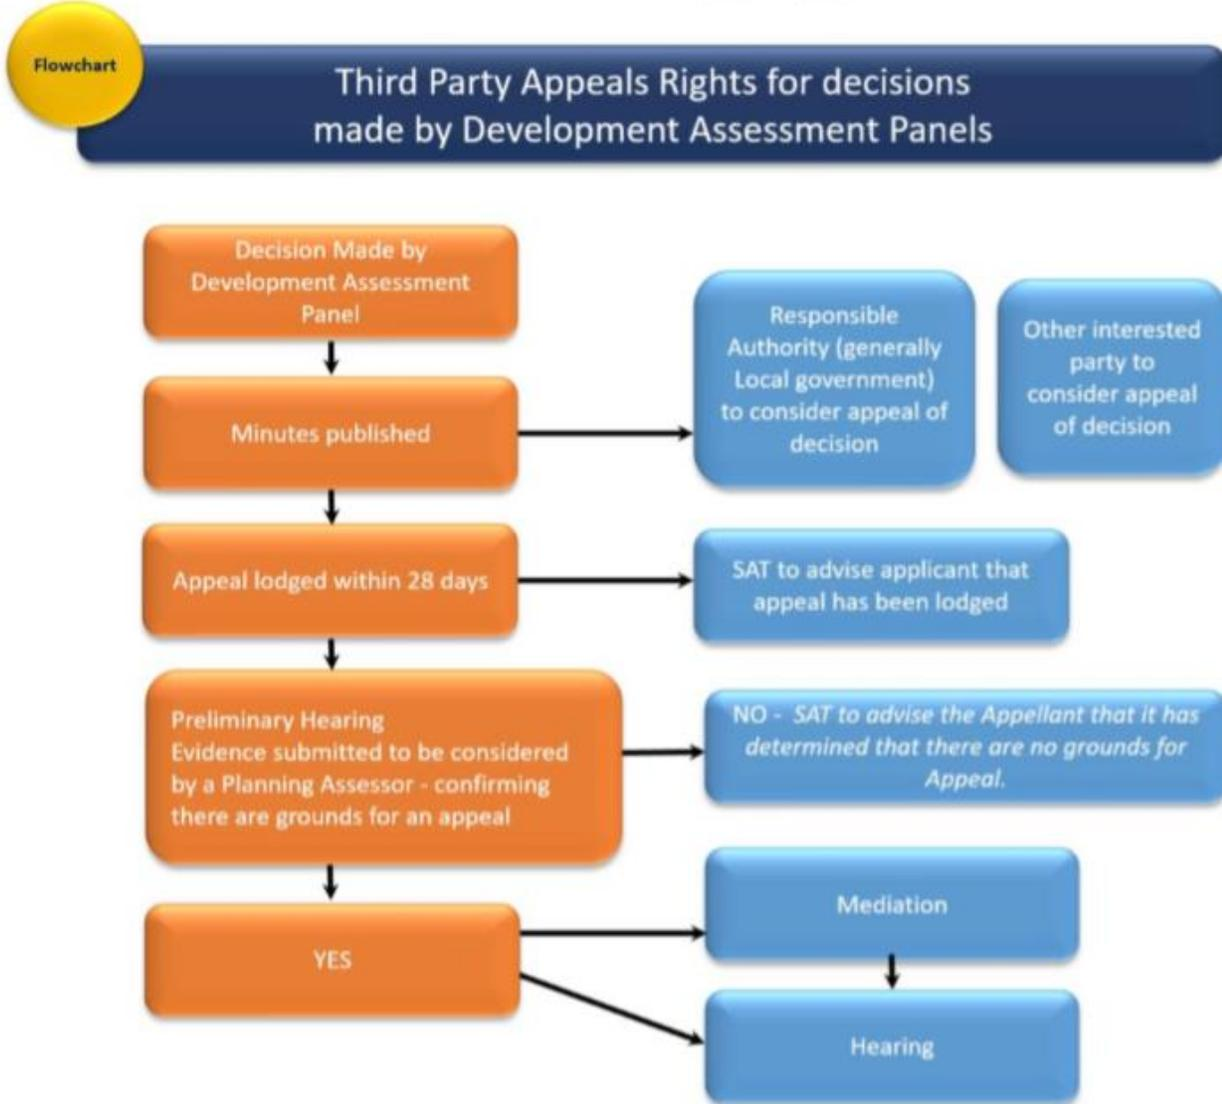 Flowchart
Third Party Appeals Rights for decisions
made by Development Assessment Panels
Decision Made by
Development Assessment
Panel
Responsible
Authority (generally
Local government)
to consider appeal of
decision
Other interested
party to
consider appeal
of decision
Minutes published
Appeal lodged within 28 days
SAT to advise applicant that
appeal has been lodged
Preliminary Hearing
Evidence submitted to be considered
by a Planning Assessor - confirming
there are grounds for an appeal
NO - SAT to advise the Appellant that it has
determined that there are no grounds for
Appeal.
YES
Mediation
Hearing